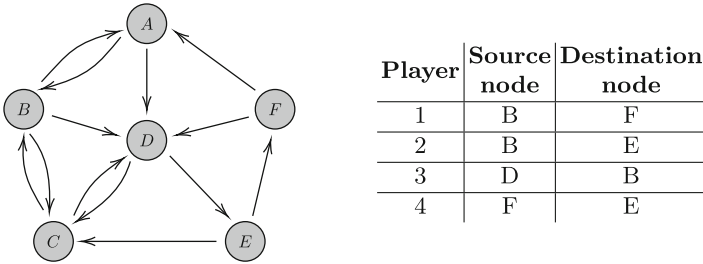 A
B
F
D
C
E
Player Source node Destination node
1 B F
2 B E
3 D B
4 F E